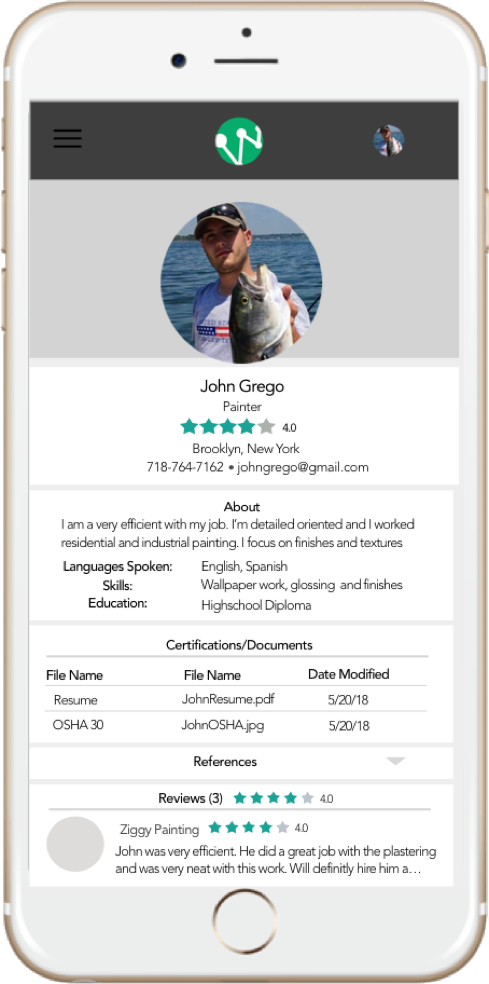 John Grego
Painter
4.0
Brooklyn, New York
718-764-7162 • johngrego@gmail.com
About
I am a very efficient with my job. I'm detailed oriented and I worked
residential and industrial painting. I focus on finishes and textures
Languages Spoken: English, Spanish
Skills: Wallpaper work, glossing and finishes
Education: Highschool Diploma
Certifications/Documents
File Name File Name Date Modified
Resume JohnResume.pdf 5/20/18
OSHA 30 JohnOSHA.jpg 5/20/18
References
Reviews (3) 4.0
Ziggy Painting 4.0
John was very efficient. He did a great job with the plastering
and was very neat with this work. Will definitly hire him a...